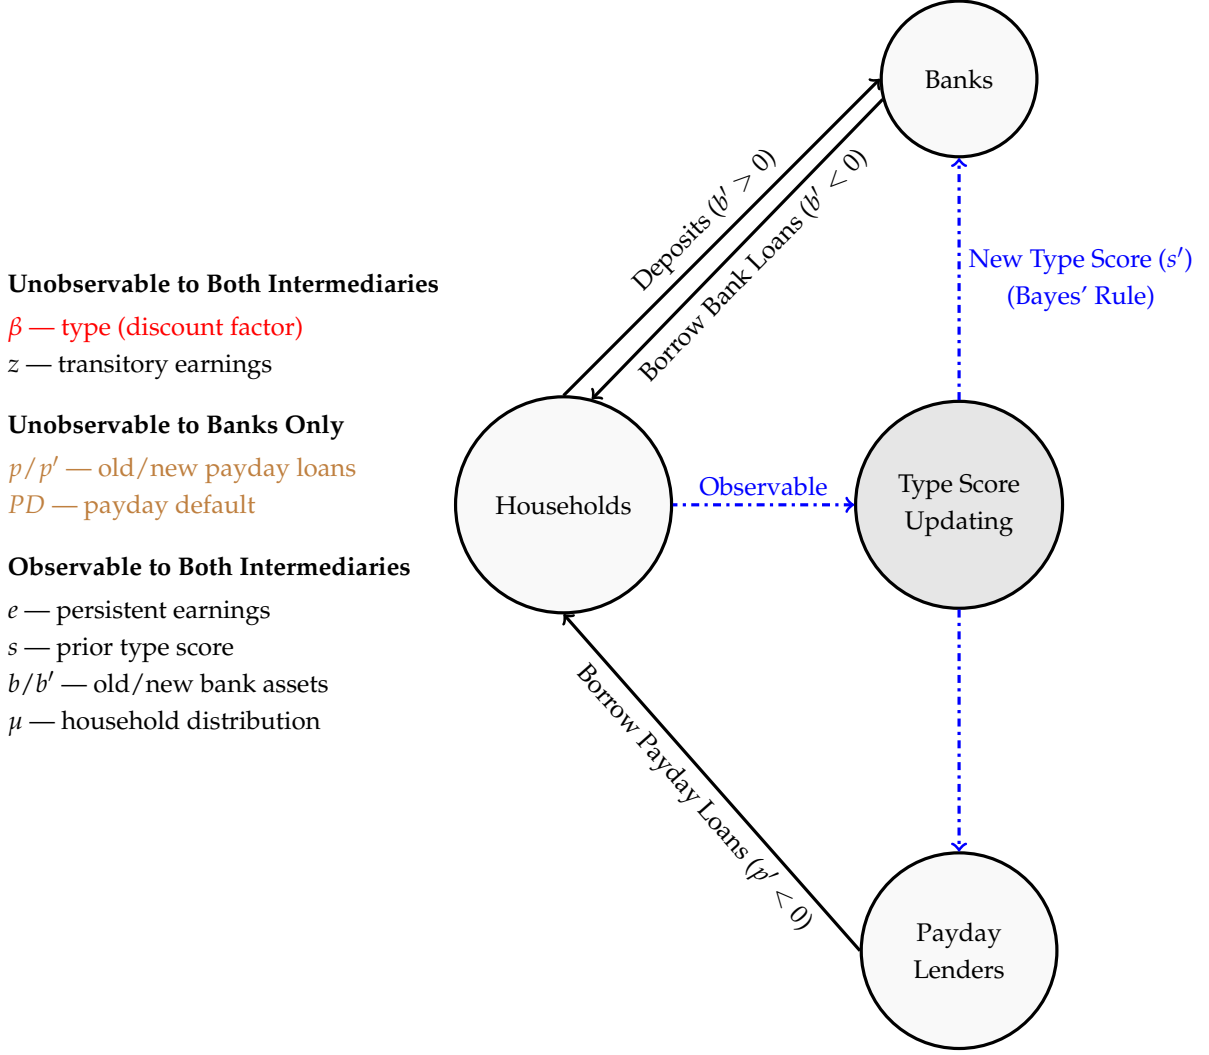 Banks
Deposits (b′ > 0)
Borrow Bank Loans (b′ < 0)
New Type Score (s′)
(Bayes’ Rule)
Unobservable to Both Intermediaries
β — type (discount factor)
z — transitory earnings
Unobservable to Banks Only
p/p′ — old/new payday loans
PD — payday default
Observable to Both Intermediaries
e — persistent earnings
s — prior type score
b/b′ — old/new bank assets
μ — household distribution
Households
Observable
Type Score
Updating
Borrow Payday Loans (p′ < 0)
Payday
Lenders